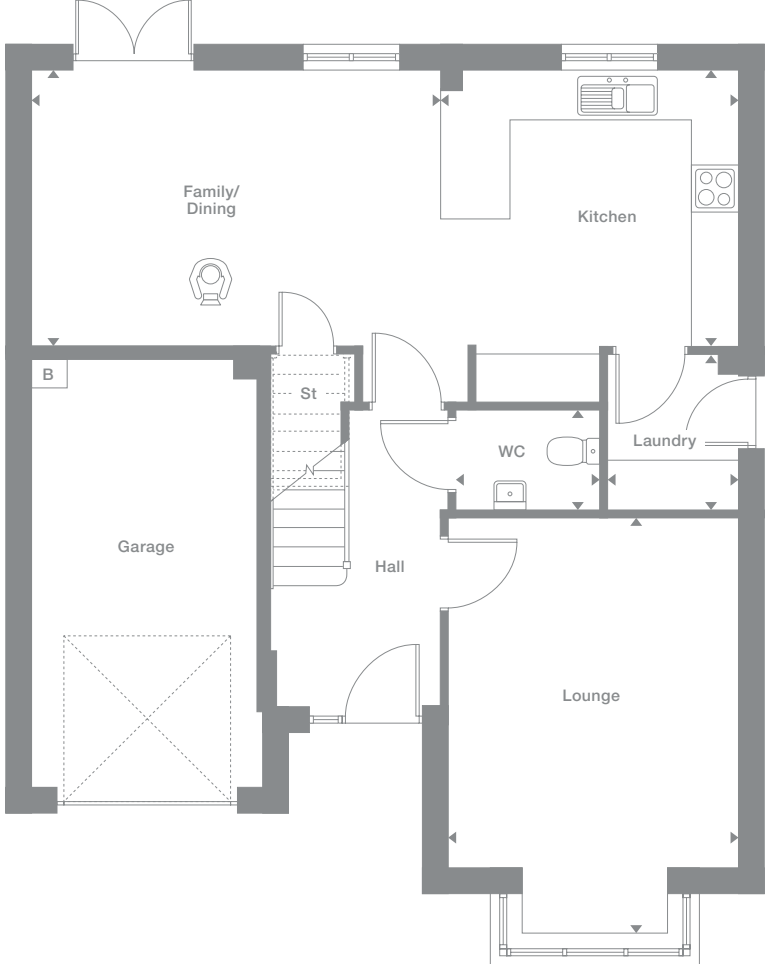 Family/
Dining
Kitchen
B
St
WC
Laundry
Garage
Hall
Lounge